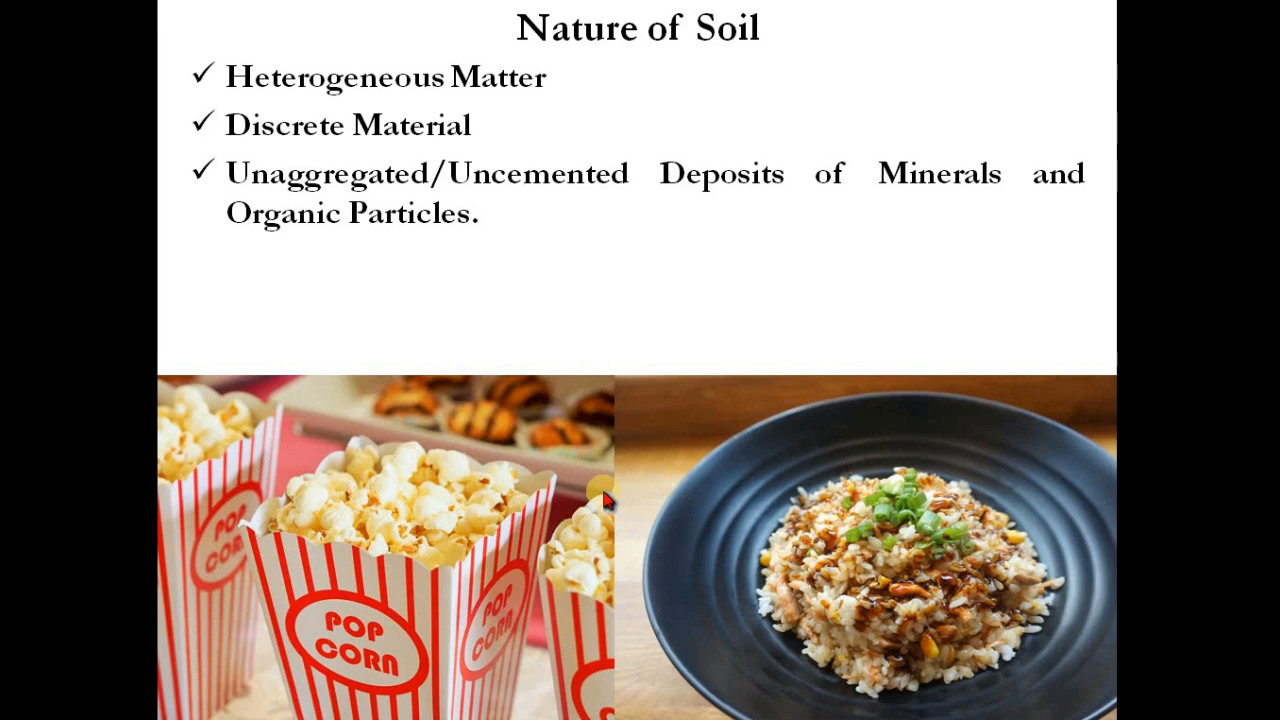 Nature of Soil
✓ Heterogeneous Matter
✓ Discrete Material
✓ Unaggregated/Uncemented Deposits of Minerals and
Organic Particles.
POP
COR
POP
CORN
POP
CORN